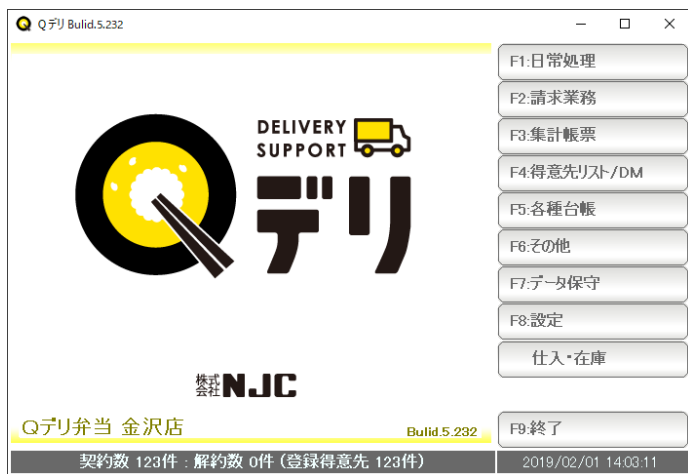 Qデリ Bulid.5.232
DELIVERY
SUPPORT
Qデリ
株式会社NJC
Qデリ弁当 金沢店
Bulid.5.232
契約数 123件 : 解約数 0件 (登録得意先 123件)
F1:日常処理
F2:請求業務
F3:集計帳票
F4:得意先リスト/DM
F5:各種台帳
F6:その他
F7:データ保守
F8:設定
仕入・在庫
F9:終了
2019/02/01 14:03:11